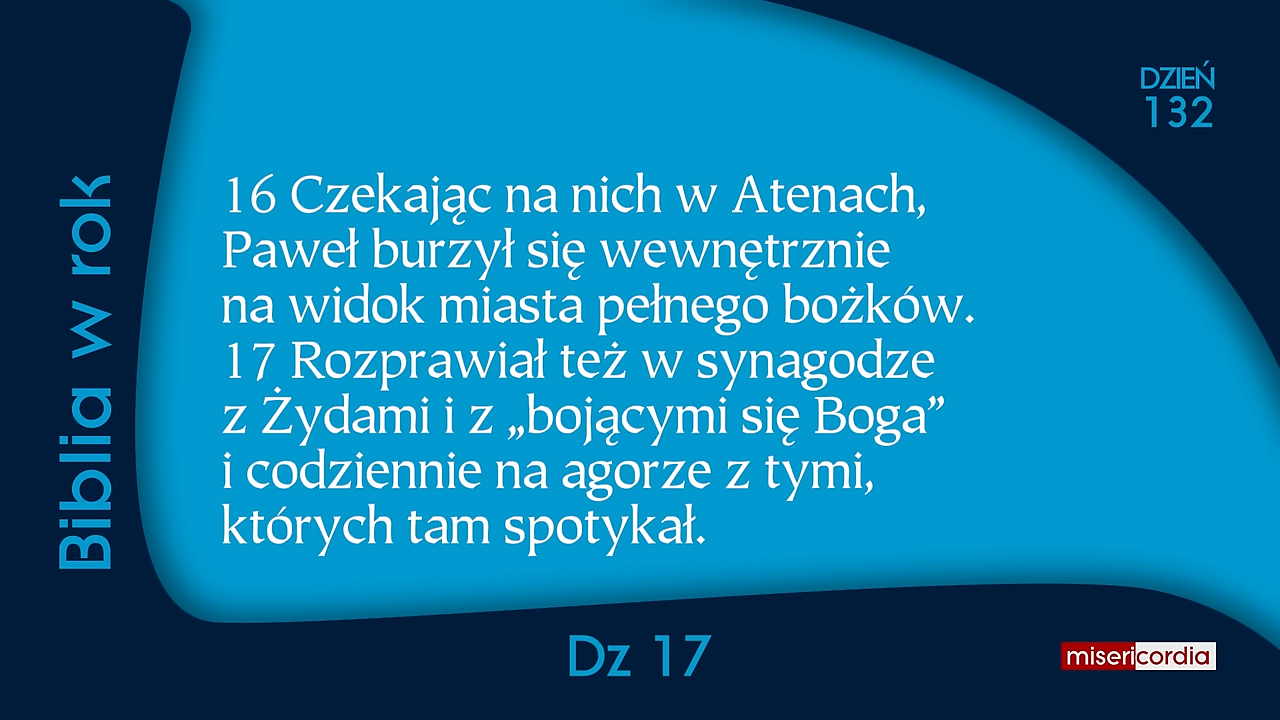 DZIEŃ
132
Biblia w rok
16 Czekając na nich w Atenach,
Paweł burzył się wewnętrznie
na widok miasta pełnego bożków.
17 Rozprawiał też w synagodze
z Żydami i z „bojącymi się Boga”
i codziennie na agorze z tymi,
których tam spotykał.
Dz 17
misericordia